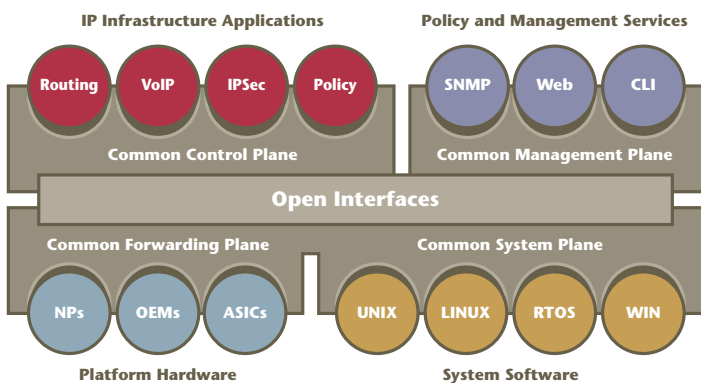 IP Infrastructure Applications
Policy and Management Services
Routing
VoIP
IPSec
Policy
SNMP
Web
CLI
Common Control Plane
Common Management Plane
Open Interfaces
Common Forwarding Plane
Common System Plane
NPs
OEMs
ASICs
UNIX
LINUX
RTOS
WIN
Platform Hardware
System Software